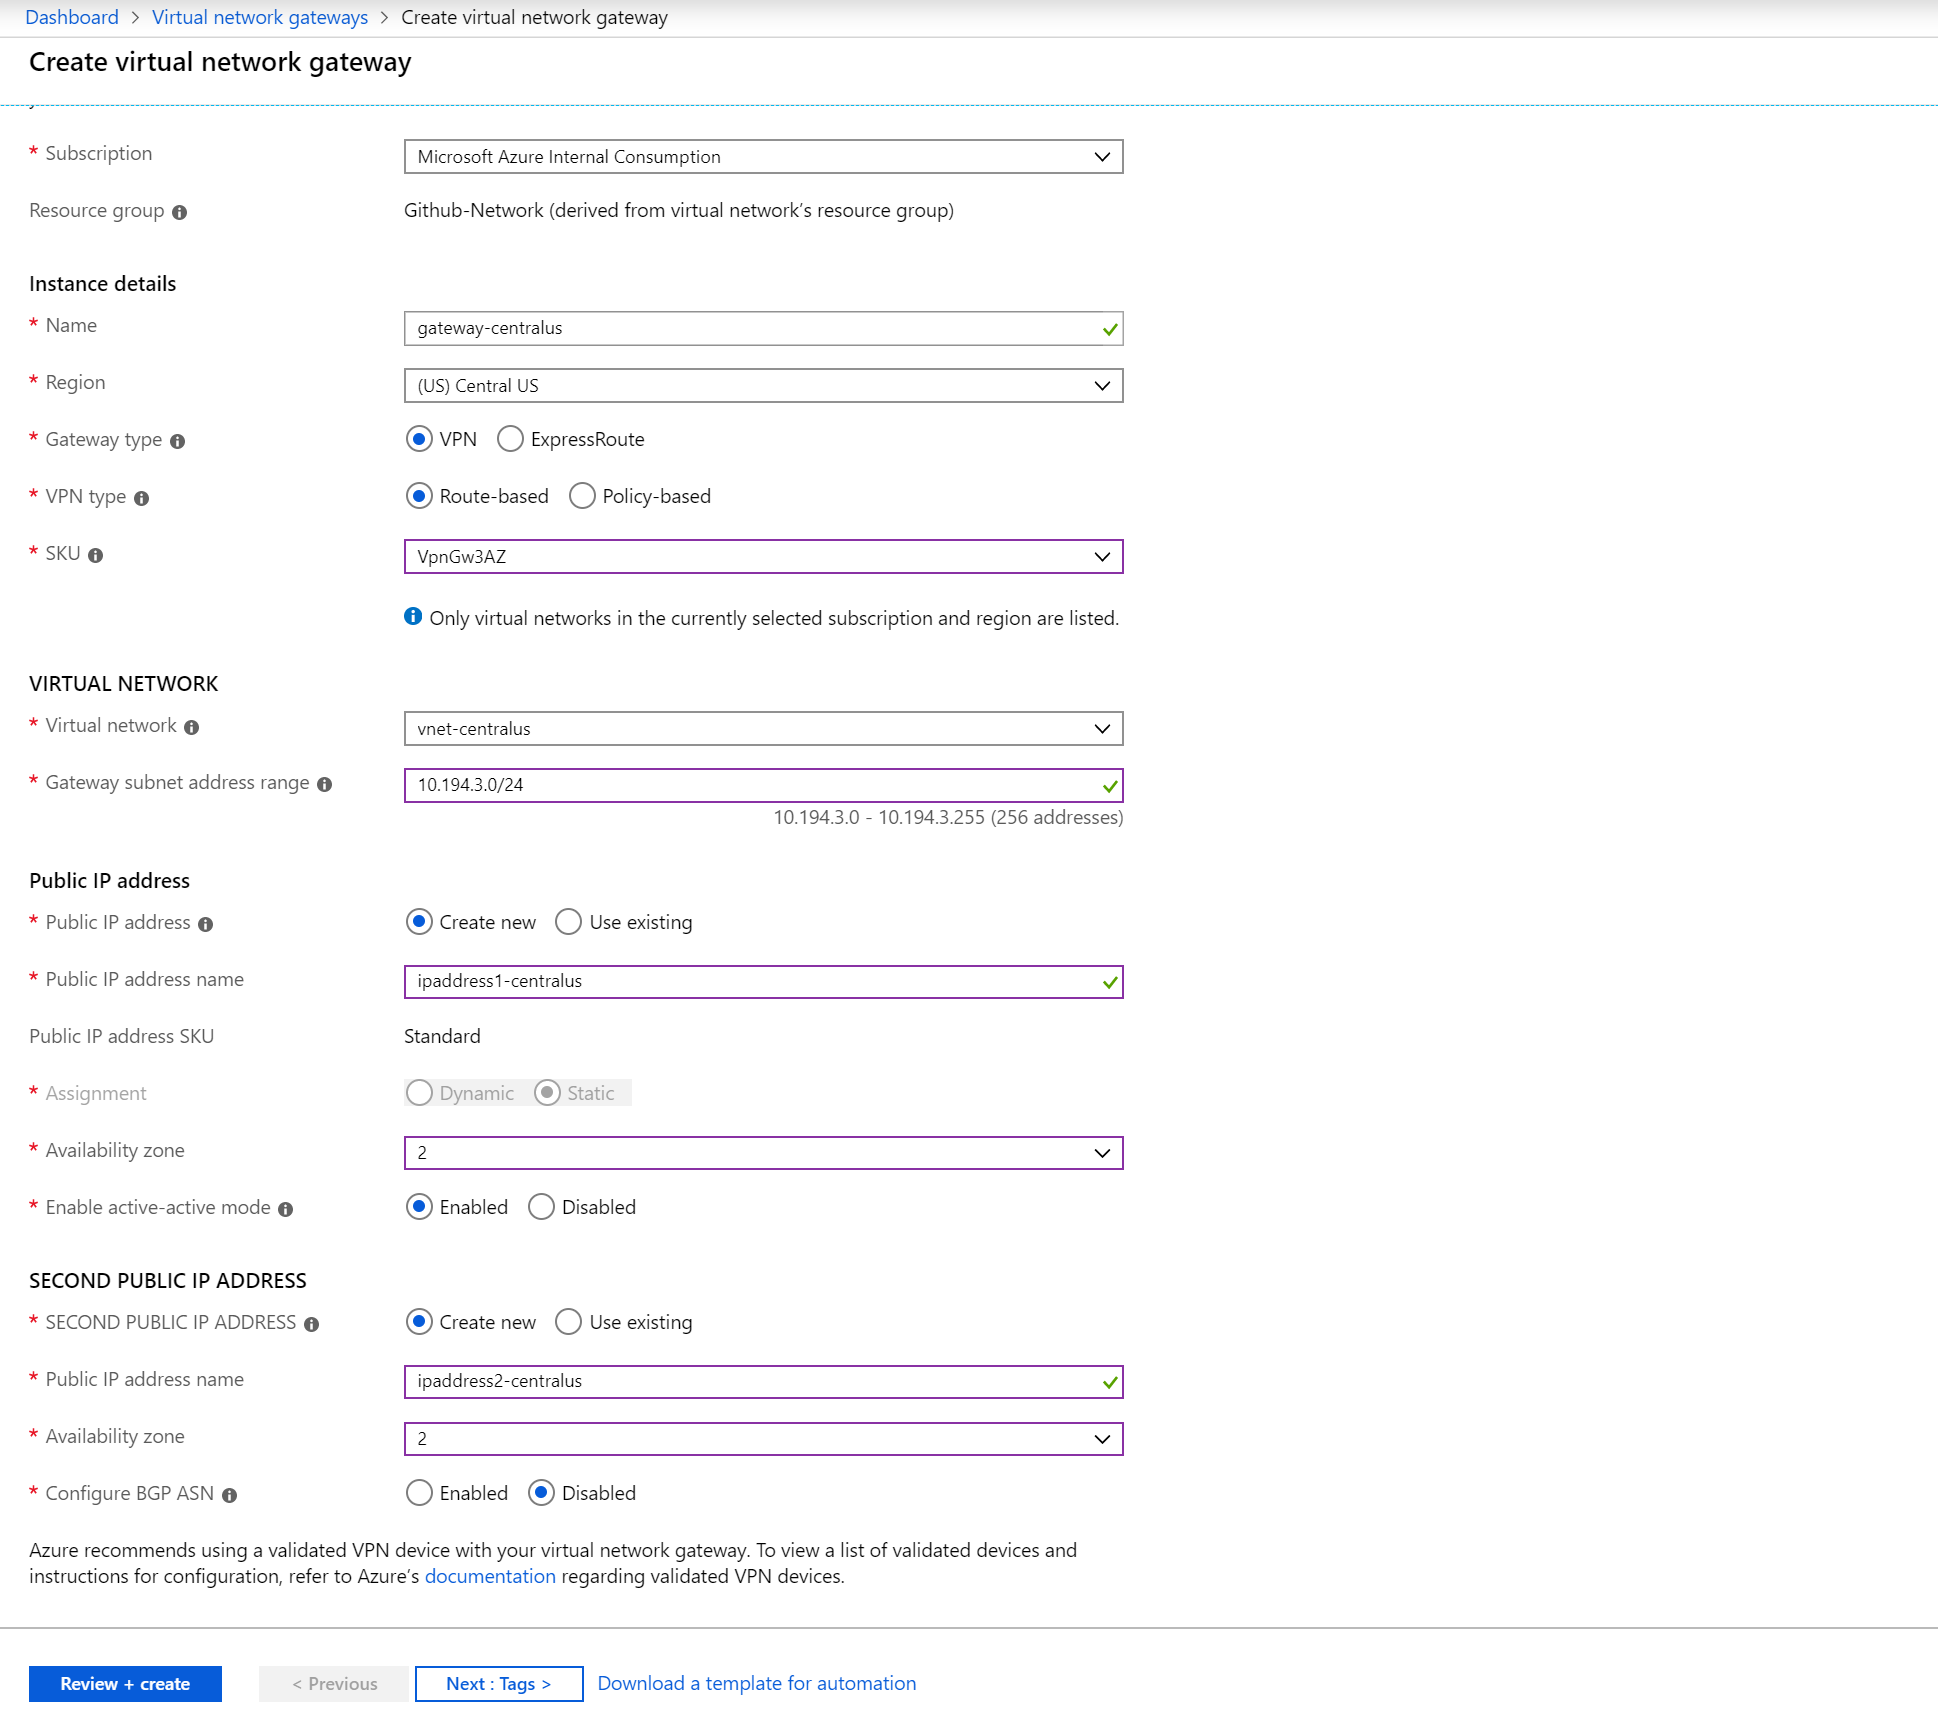 Dashboard > Virtual network gateways > Create virtual network gateway
Create virtual network gateway
* Subscription
Microsoft Azure Internal Consumption
Resource group
Github-Network (derived from virtual network's resource group)
Instance details
* Name
gateway-centralus
* Region
(US) Central US
* Gateway type
VPN ExpressRoute
* VPN type
Route-based Policy-based
* SKU
VpnGw3AZ
Only virtual networks in the currently selected subscription and region are listed.
VIRTUAL NETWORK
* Virtual network
vnet-centralus
* Gateway subnet address range
10.194.3.0/24
10.194.3.0 - 10.194.3.255 (256 addresses)
Public IP address
* Public IP address
Create new Use existing
* Public IP address name
ipaddress1-centralus
Public IP address SKU
Standard
* Assignment
Dynamic Static
* Availability zone
2
* Enable active-active mode
Enabled Disabled
SECOND PUBLIC IP ADDRESS
* SECOND PUBLIC IP ADDRESS
Create new Use existing
* Public IP address name
ipaddress2-centralus
* Availability zone
2
* Configure BGP ASN
Enabled Disabled
Azure recommends using a validated VPN device with your virtual network gateway. To view a list of validated devices and
instructions for configuration, refer to Azure's documentation regarding validated VPN devices.
Review + create
< Previous
Next : Tags >
Download a template for automation